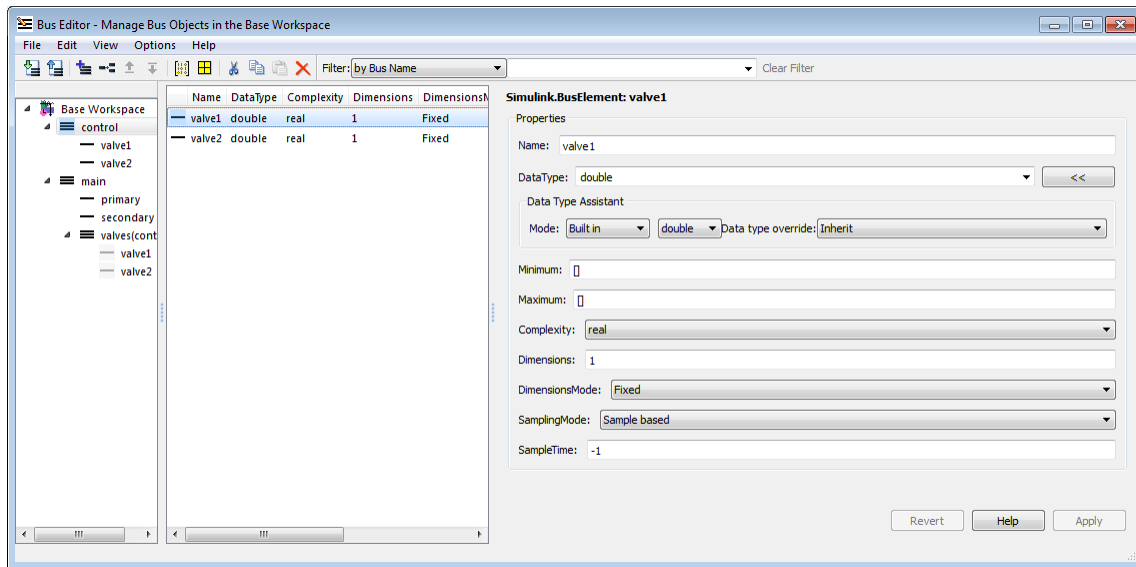 Bus Editor - Manage Bus Objects in the Base Workspace
File Edit View Options Help
Filter: by Bus Name Clear Filter
Base Workspace
control
valve1
valve2
main
primary
secondary
valves(cont
valve1
valve2
Name DataType Complexity Dimensions DimensionsM
valve1 double real 1 Fixed
valve2 double real 1 Fixed
Simulink.BusElement: valve1
Properties
Name: valve1
DataType: double <<
Data Type Assistant
Mode: Built in double Data type override: Inherit
Minimum: []
Maximum: []
Complexity: real
Dimensions: 1
DimensionsMode: Fixed
SamplingMode: Sample based
SampleTime: -1
Revert Help Apply